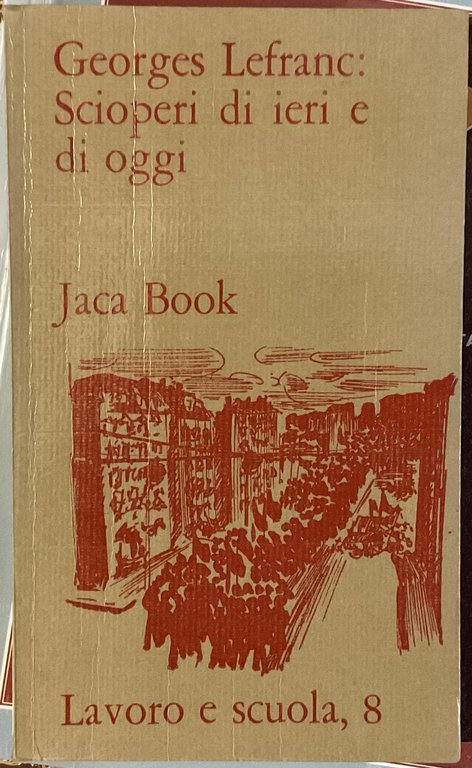 Georges Lefranc:
Scioperi di ieri e
di oggi
Jaca Book
Lavoro e scuola, 8